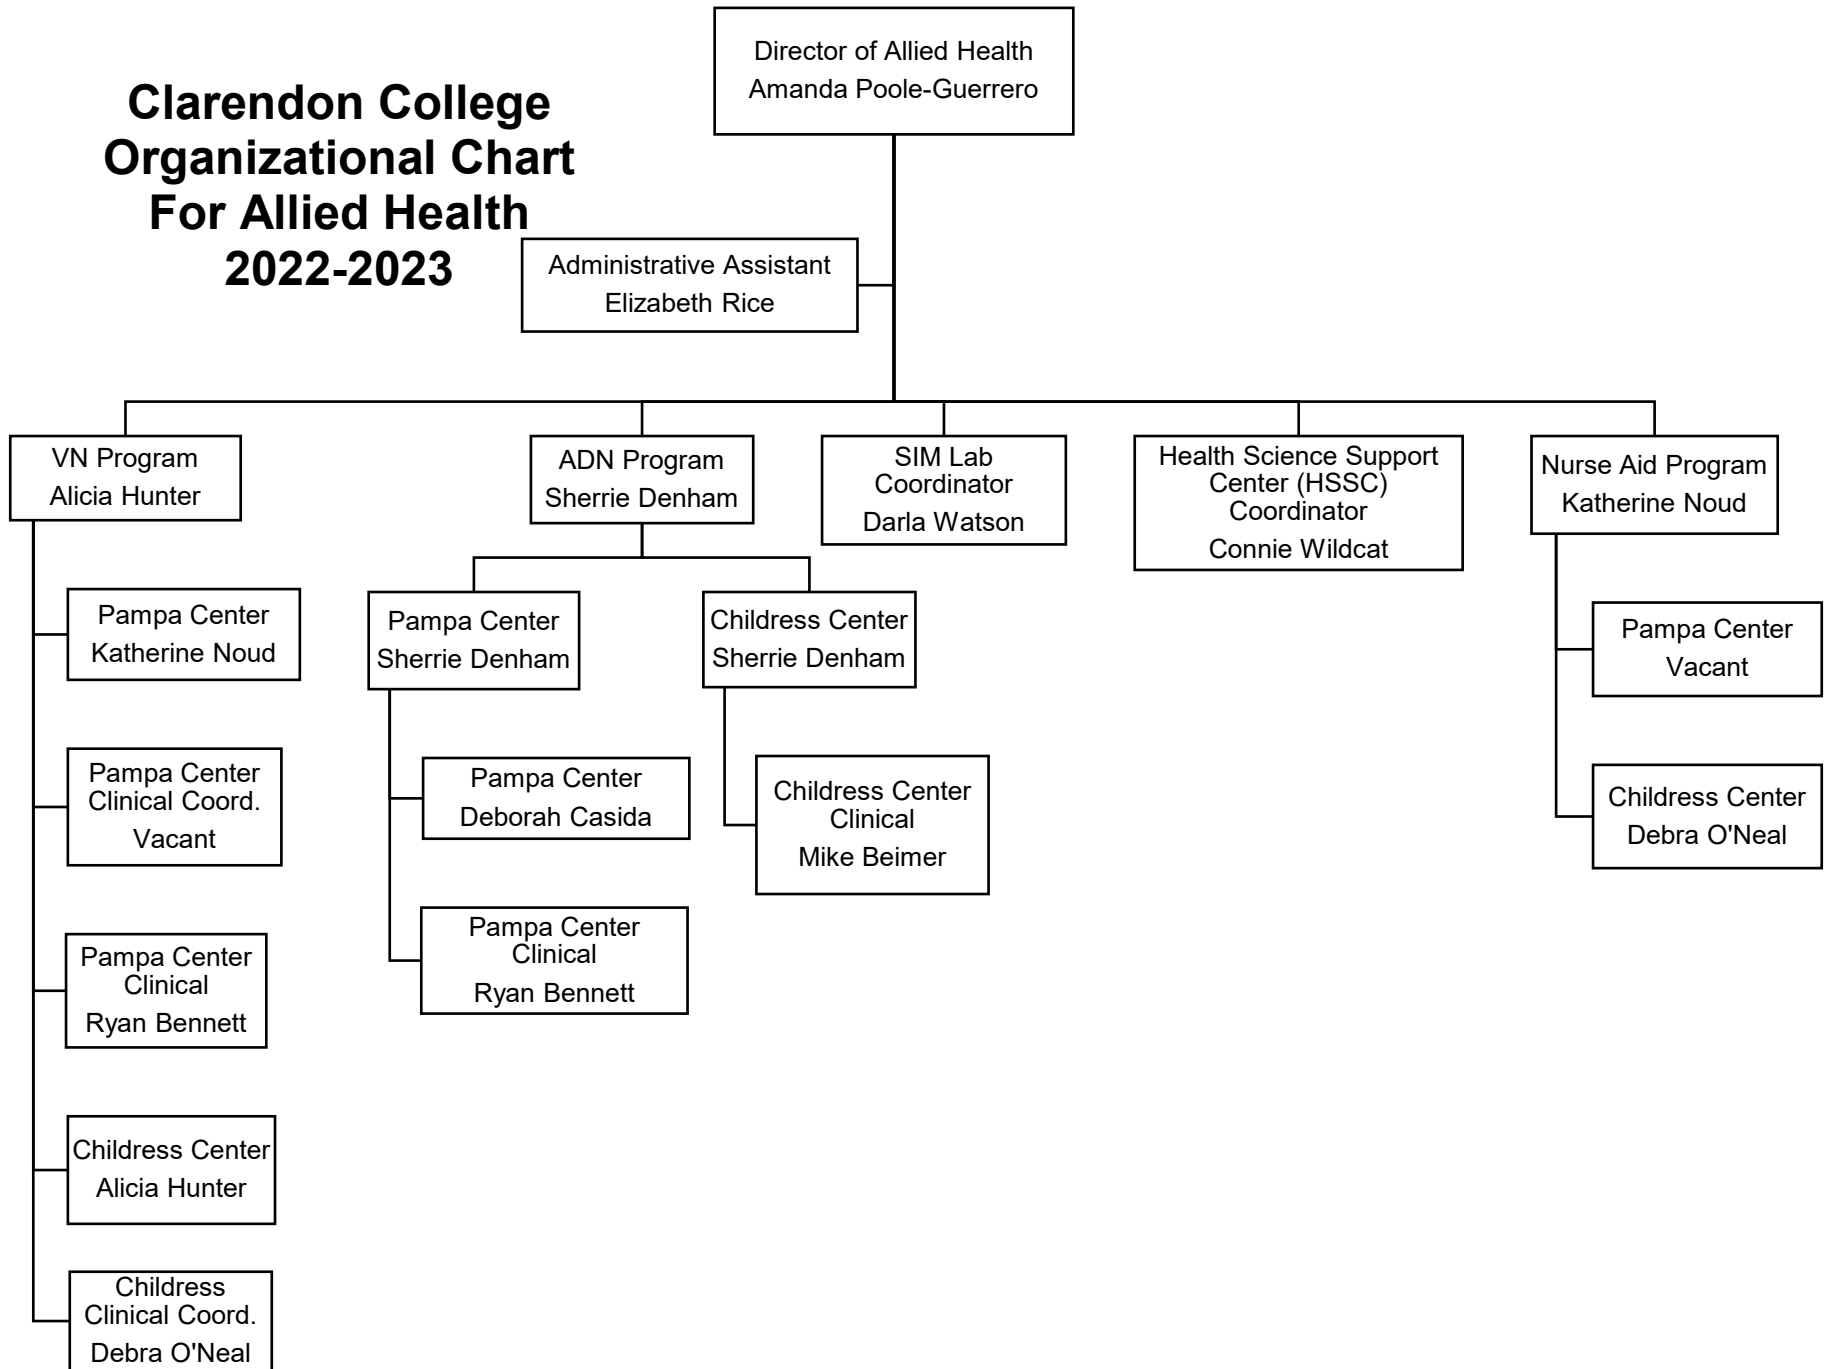 Director of Allied Health
Amanda Poole-Guerrero
Clarendon College
Organizational Chart
For Allied Health
2022-2023
Administrative Assistant
Elizabeth Rice
VN Program
Alicia Hunter
Pampa Center
Katherine Noud
Pampa Center
Clinical Coord.
Vacant
Pampa Center
Clinical
Ryan Bennett
Childress Center
Alicia Hunter
Childress
Clinical Coord.
Debra O'Neal
ADN Program
Sherrie Denham
Pampa Center
Sherrie Denham
Pampa Center
Deborah Casida
Pampa Center
Clinical
Ryan Bennett
Childress Center
Sherrie Denham
Childress Center
Clinical
Mike Beimer
SIM Lab
Coordinator
Darla Watson
Health Science Support
Center (HSSC)
Coordinator
Connie Wildcat
Nurse Aid Program
Katherine Noud
Pampa Center
Vacant
Childress Center
Debra O'Neal